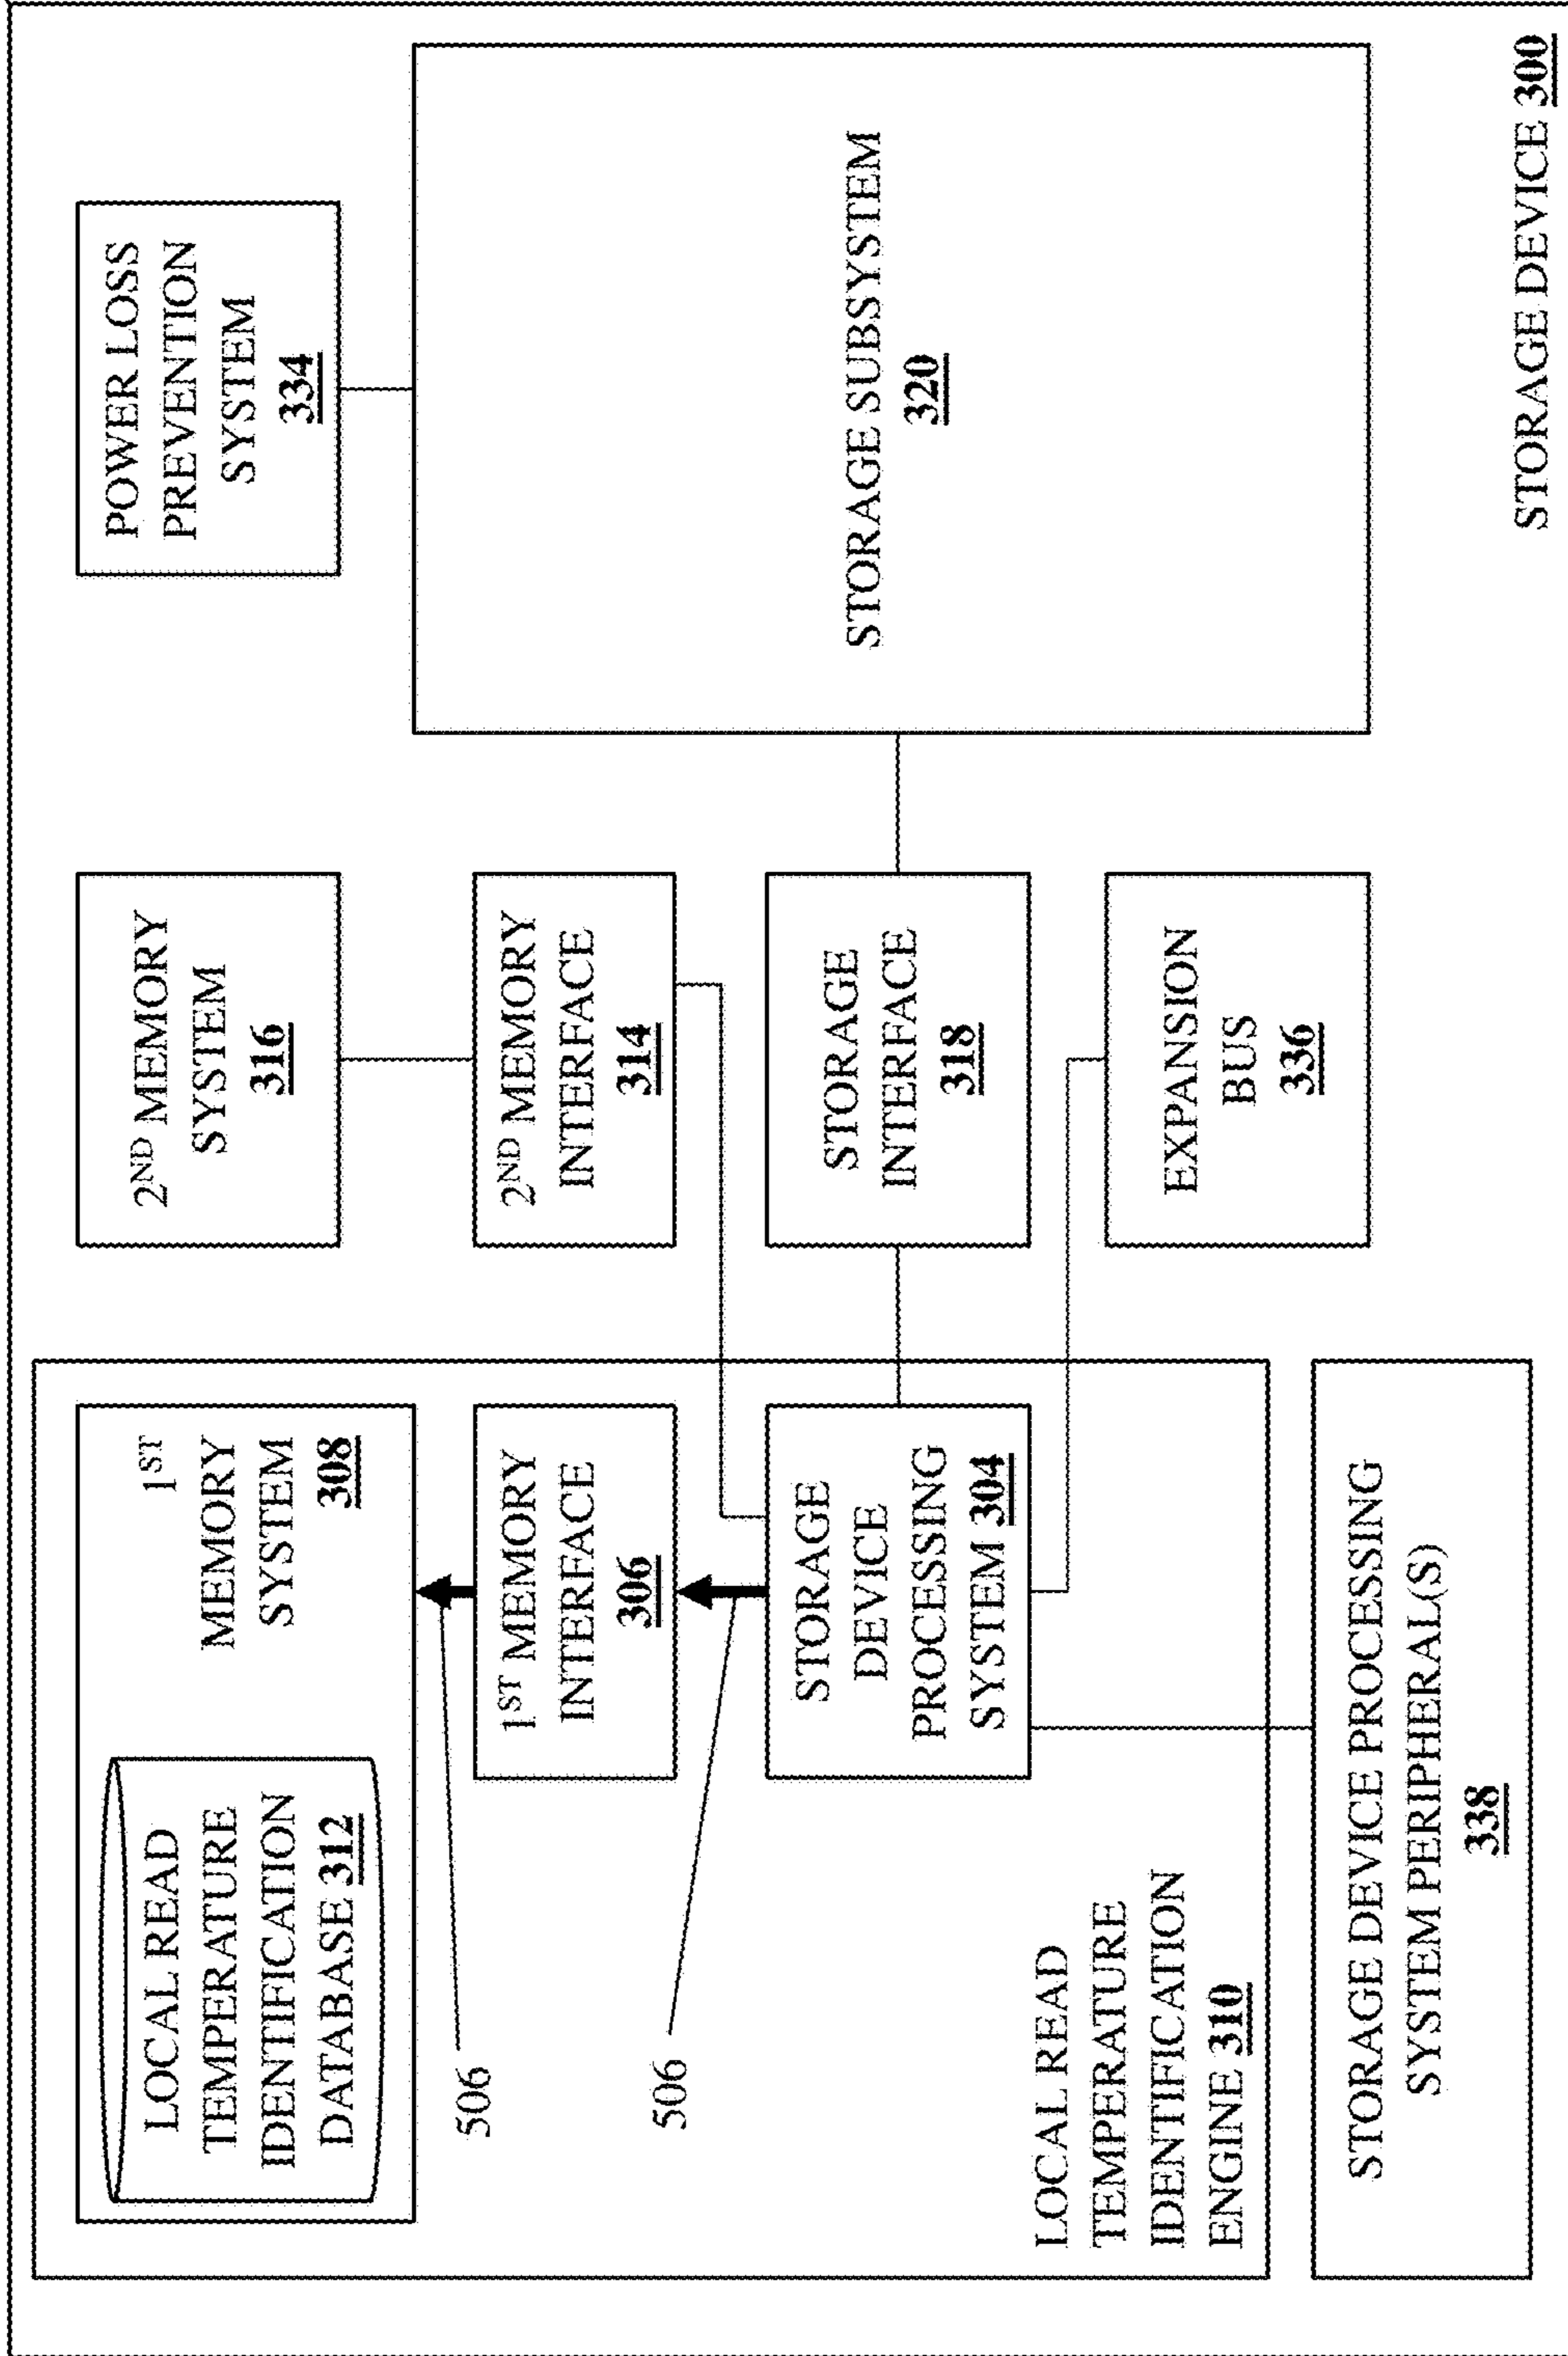 LOCAL READ
TEMPERATURE
IDENTIFICATION
DATABASE 312
1ST
MEMORY
SYSTEM
308
2ND MEMORY
SYSTEM
316
POWER LOSS
PREVENTION
SYSTEM
334
506
506
1ST MEMORY
INTERFACE
306
2ND MEMORY
INTERFACE
314
STORAGE
DEVICE
PROCESSING
SYSTEM 304
STORAGE
INTERFACE
318
STORAGE SUBSYSTEM
320
LOCAL READ
TEMPERATURE
IDENTIFICATION
ENGINE 310
EXPANSION
BUS
336
STORAGE DEVICE PROCESSING
SYSTEM PERIPHERAL(S)
338
STORAGE DEVICE 300